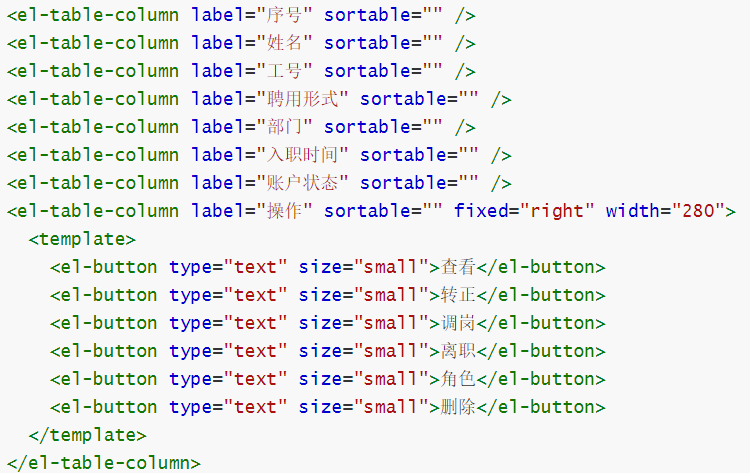 <el-table-column label="序号" sortable="" />
<el-table-column label="姓名" sortable="" />
<el-table-column label="工号" sortable="" />
<el-table-column label="聘用形式" sortable="" />
<el-table-column label="部门" sortable="" />
<el-table-column label="入职时间" sortable="" />
<el-table-column label="账户状态" sortable="" />
<el-table-column label="操作" sortable="" fixed="right" width="280">
  <template>
    <el-button type="text" size="small">查看</el-button>
    <el-button type="text" size="small">转正</el-button>
    <el-button type="text" size="small">调岗</el-button>
    <el-button type="text" size="small">离职</el-button>
    <el-button type="text" size="small">角色</el-button>
    <el-button type="text" size="small">删除</el-button>
  </template>
</el-table-column>